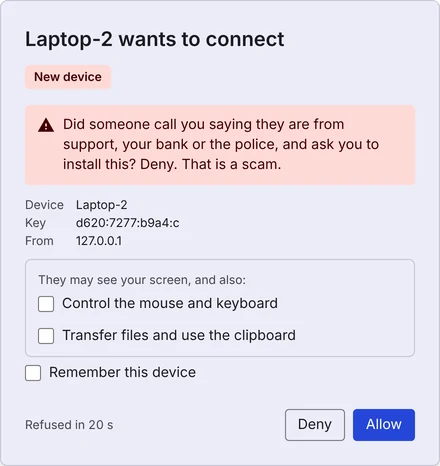 Laptop-2 wants to connect
New device
Did someone call you saying they are from
support, your bank or the police, and ask you to
install this? Deny. That is a scam.
Device Laptop-2
Key d620:7277:b9a4:c
From 127.0.0.1
They may see your screen, and also:
Control the mouse and keyboard
Transfer files and use the clipboard
Remember this device
Refused in 20 s
Deny
Allow